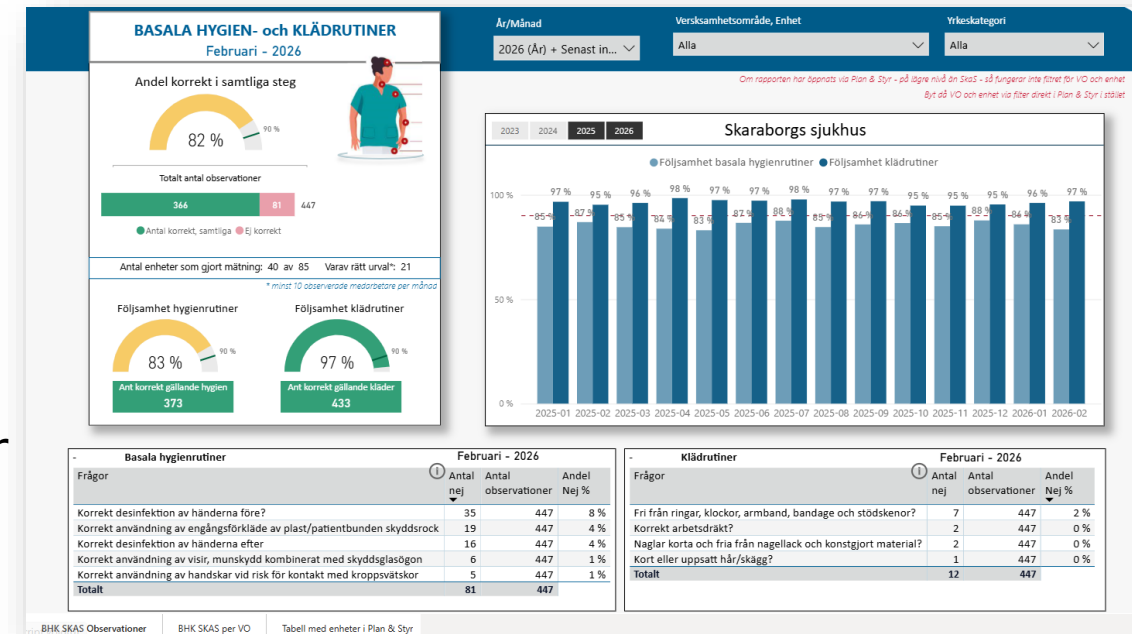 BASALA HYGIEN- och KLÄDRUTINER
Februari - 2026
År/Månad
2026 (År) + Senast in...
Versksamhetsområde, Enhet
Alla
Yrkeskategori
Alla
Om rapporten har öppnats via Plan & Styr - på lägre nivå än SkaS - så fungerar inte filtret för VO och enhet
Byt då VO och enhet via filter direkt i Plan & Styr i stället
Andel korrekt i samtliga steg
82 %
90 %
Totalt antal observationer
366 81 447
Antal korrekt, samtliga Ej korrekt
Antal enheter som gjort mätning: 40 av 85 Varav rätt urval*: 21
* minst 10 observerade medarbetare per månad
Följsamhet hygienrutiner
83 %
90 %
Ant korrekt gällande hygien
373
Följsamhet klädrutiner
97 %
90 %
Ant korrekt gällande kläder
433
2023 2024 2025 2026
Skaraborgs sjukhus
Följsamhet basala hygienrutiner Följsamhet klädrutiner
97 % 95 % 96 % 98 % 97 % 97 % 98 % 97 % 97 % 95 % 95 % 95 % 96 % 97 %
85 % 87 % 85 % 84 % 83 % 87 % 88 % 85 % 86 % 86 % 85 % 88 % 86 % 83 %
100 %
50 %
0 %
2025-01 2025-02 2025-03 2025-04 2025-05 2025-06 2025-07 2025-08 2025-09 2025-10 2025-11 2025-12 2026-01 2026-02
- Basala hygienrutiner Februari - 2026
Frågor Antal nej Antal observationer Andel Nej %
Korrekt desinfektion av händerna före? 35 447 8 %
Korrekt användning av engångsförkläde av plast/patientbunden skyddsrock 19 447 4 %
Korrekt desinfektion av händerna efter 16 447 4 %
Korrekt användning av visir, munskydd kombinerat med skyddsglasögon 6 447 1 %
Korrekt användning av handskar vid risk för kontakt med kroppsvätskor 5 447 1 %
Totalt 81 447
- Klädrutiner Februari - 2026
Frågor Antal nej Antal observationer Andel Nej %
Fri från ringar, klockor, armband, bandage och stödskenor? 7 447 2 %
Korrekt arbetsdräkt? 2 447 0 %
Naglar korta och fria från nagellack och konstgjort material? 2 447 0 %
Kort eller uppsatt hår/skägg? 1 447 0 %
Totalt 12 447
BHK SKAS Observationer BHK SKAS per VO Tabell med enheter i Plan & Styr